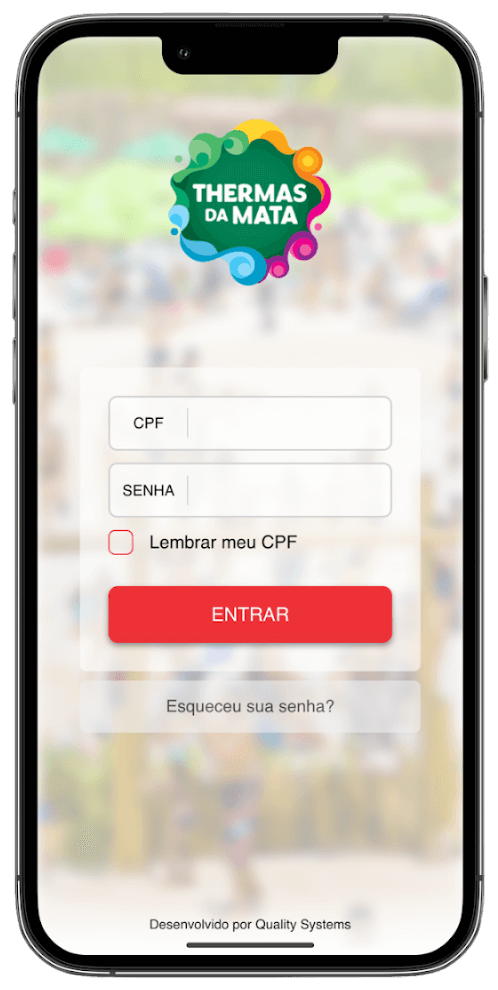 THERMAS
DA MATA
CPF
SENHA
Lembrar meu CPF
ENTRAR
Esqueceu sua senha?
Desenvolvido por Quality Systems